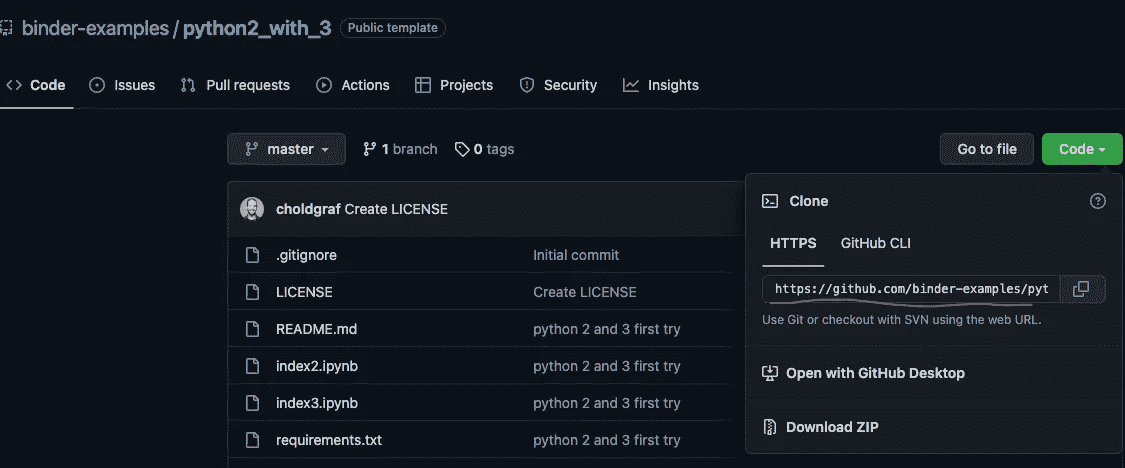 binder-examples / python2_with_3 Public template
Code Issues Pull requests Actions Projects Security Insights
master 1 branch 0 tags Go to file Code
choldgraf Create LICENSE
.gitignore Initial commit
LICENSE Create LICENSE
README.md python 2 and 3 first try
index2.ipynb python 2 and 3 first try
index3.ipynb python 2 and 3 first try
requirements.txt python 2 and 3 first try
Clone
HTTPS GitHub CLI
https://github.com/binder-examples/pyt
Use Git or checkout with SVN using the web URL.
Open with GitHub Desktop
Download ZIP